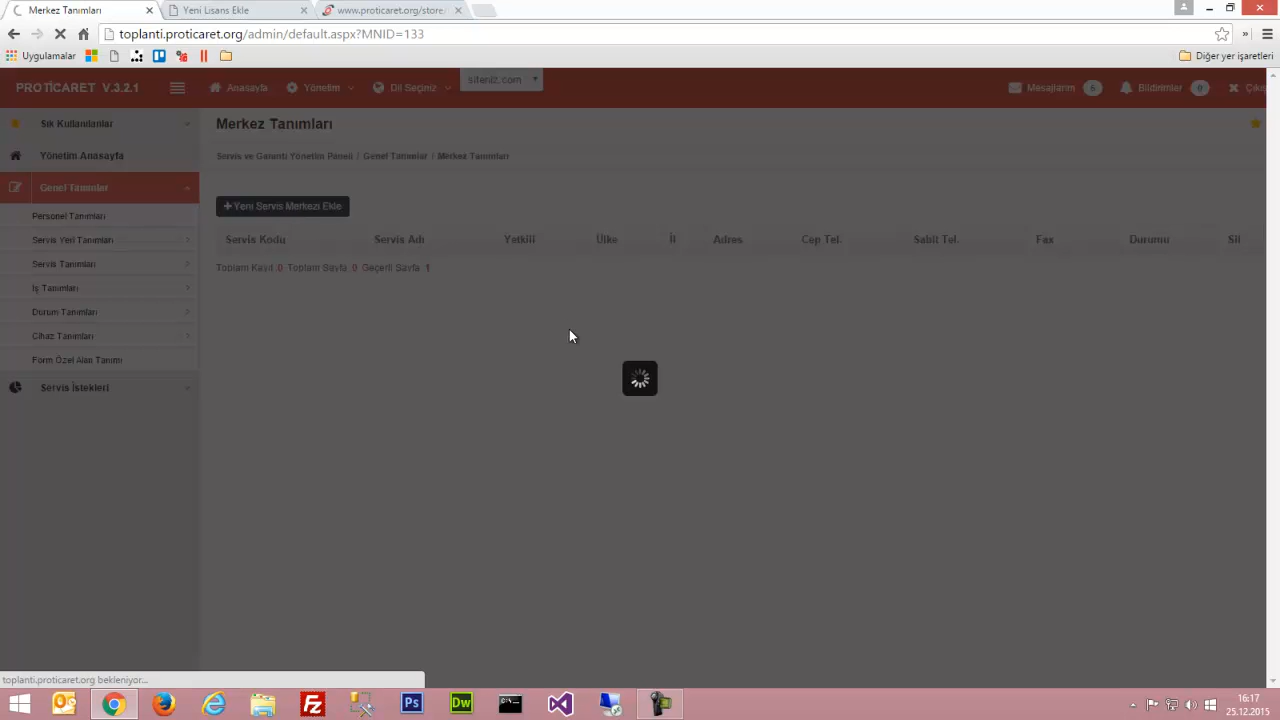 Merkez Tanımları
Yeni Lisans Ekle
www.proticaret.org/store
toplanti.proticaret.org/admin/default.aspx?MNID=133
Uygulamalar
Diğer yer işaretleri
PROTİCARET V.3.2.1
Anasayfa
Yönetim
Dil Seçiniz
siteniz.com
Mesajlarım 6
Bildirimler 0
Çıkış
Sık Kullanılanlar
Yönetim Anasayfa
Genel Tanımlar
Personel Tanımları
Servis Yeri Tanımları
Servis Tanımları
İş Tanımları
Durum Tanımları
Cihaz Tanımları
Form Özel Alan Tanımı
Servis İstekleri
Merkez Tanımları
Servis ve Garanti Yönetim Paneli / Genel Tanımlar / Merkez Tanımları
+ Yeni Servis Merkezi Ekle
Servis Kodu Servis Adı Yetkili Ülke İl Adres Cep Tel. Sabit Tel. Fax Durumu Sil
Toplam Kayıt 0 Toplam Sayfa 0 Geçerli Sayfa 1
toplanti.proticaret.org bekleniyor...
16:17
25.12.2015